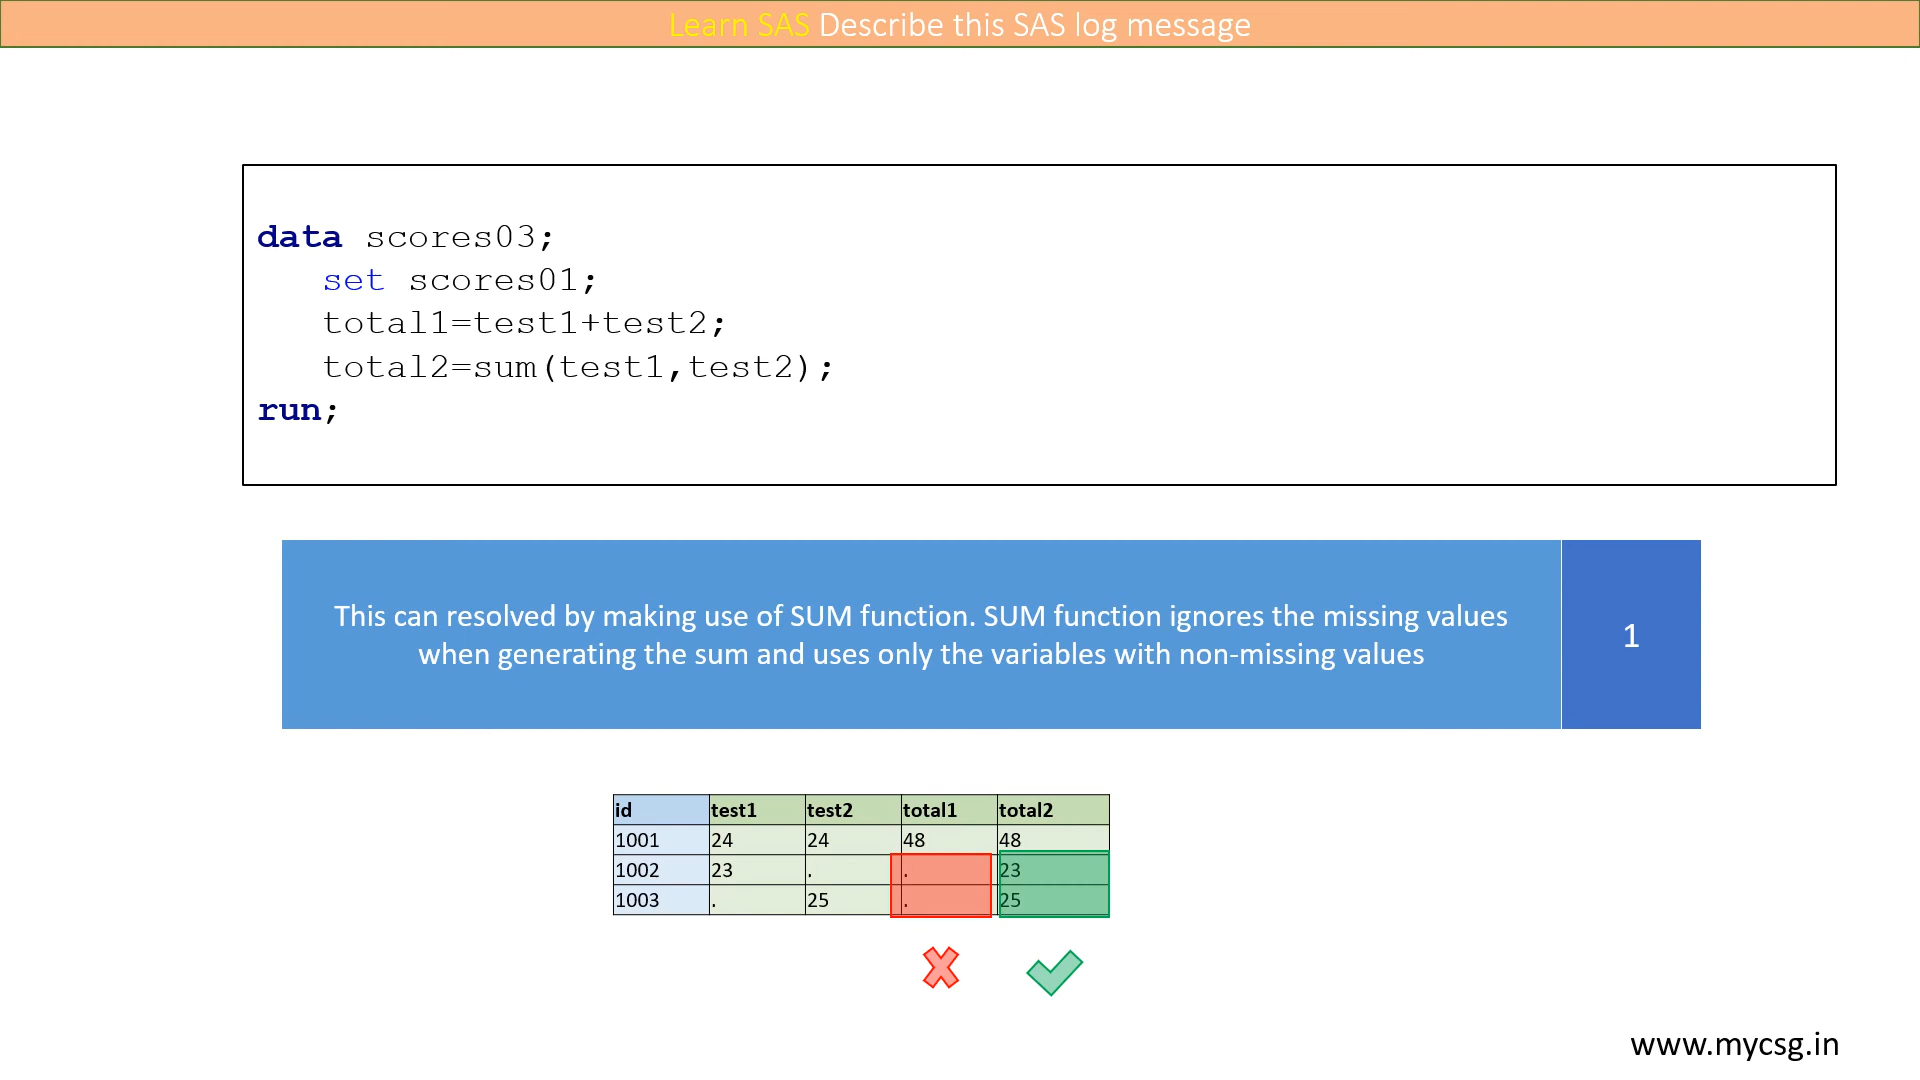 Learn SAS Describe this SAS log message
data scores03;
set scores01;
total1=test1+test2;
total2=sum(test1,test2);
run;
This can resolved by making use of SUM function. SUM function ignores the missing values
when generating the sum and uses only the variables with non-missing values
1
id test1 test2 total1 total2
1001 24 24 48 48
1002 23 . . 23
1003 . 25 . 25
www.mycsg.in